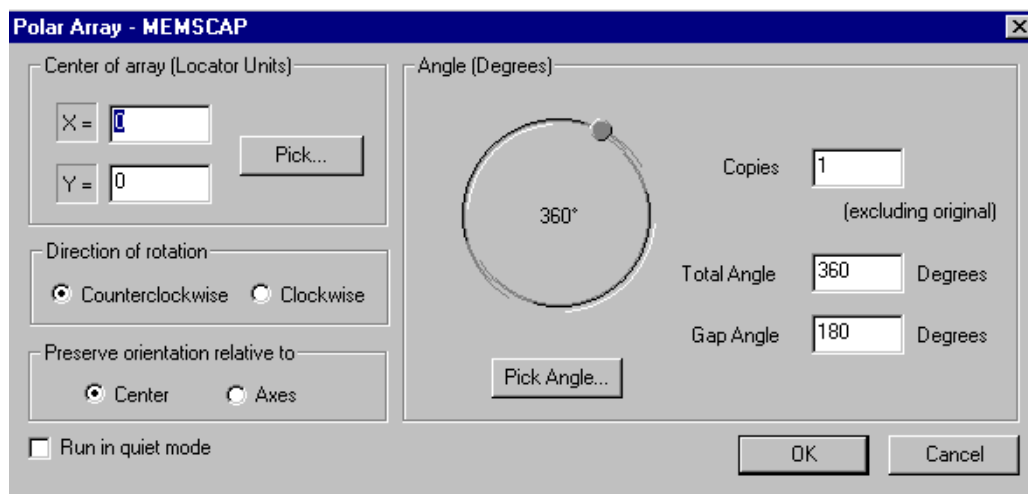 Polar Array - MEMSCAP
Center of array (Locator Units)
X = 0
Y = 0
Pick...
Direction of rotation
Counterclockwise
Clockwise
Preserve orientation relative to
Center
Axes
Run in quiet mode
Angle (Degrees)
360°
Copies 1
(excluding original)
Total Angle 360 Degrees
Gap Angle 180 Degrees
Pick Angle...
OK
Cancel